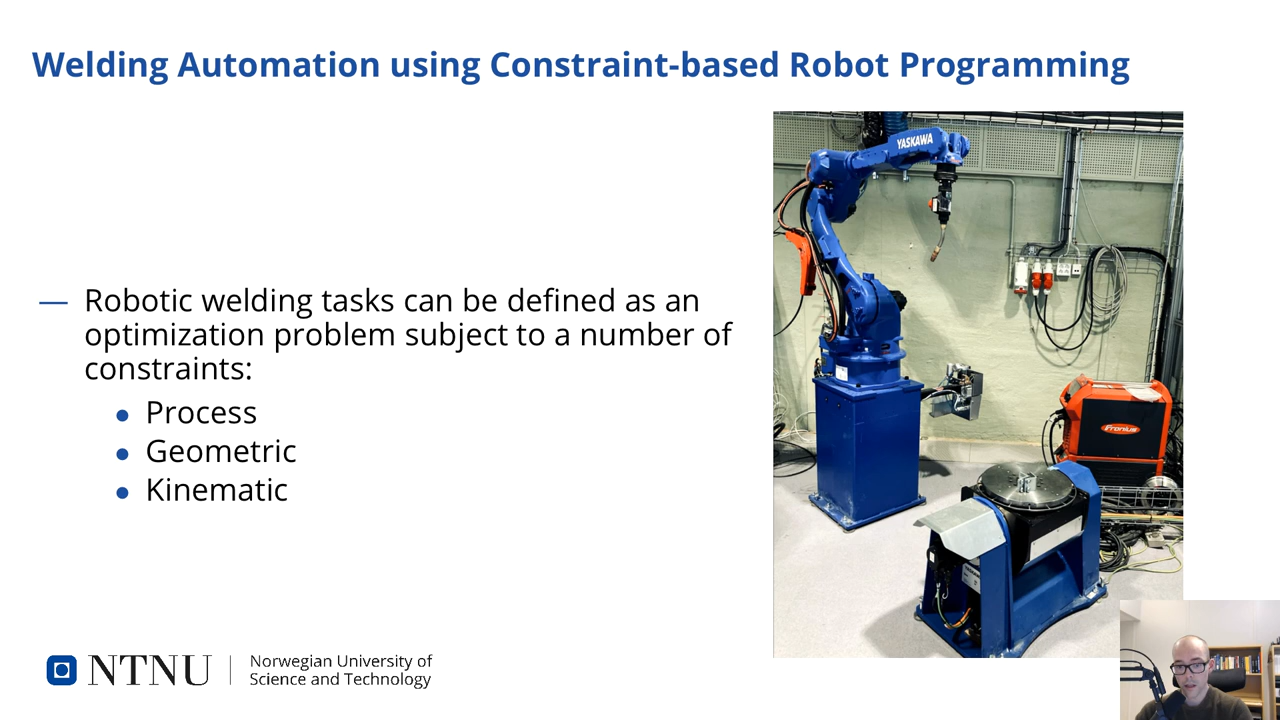 Welding Automation using Constraint-based Robot Programming
— Robotic welding tasks can be defined as an
optimization problem subject to a number of
constraints:
• Process
• Geometric
• Kinematic
YASKAWA
Fronius
NTNU
Norwegian University of
Science and Technology